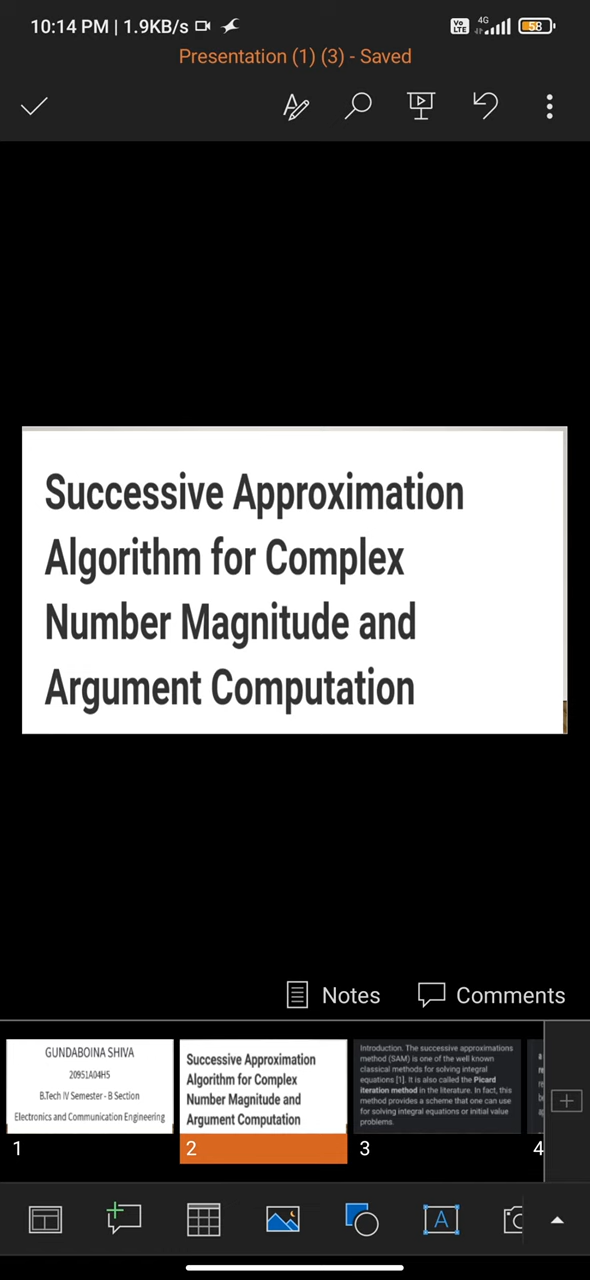 10:14 PM | 1.9KB/s
Vo LTE 4G 58
Presentation (1) (3) - Saved
Successive Approximation
Algorithm for Complex
Number Magnitude and
Argument Computation
Notes Comments
GUNDABOINA SHIVA
20951A04H5
B.Tech IV Semester - B Section
Electronics and Communication Engineering
1
Successive Approximation
Algorithm for Complex
Number Magnitude and
Argument Computation
2
Introduction. The successive approximations
method (SAM) is one of the well known
classical methods for solving integral
equations [1]. It is also called the Picard
iteration method in the literature. In fact, this
method provides a scheme that one can use
for solving integral equations or initial value
problems.
3
4
A